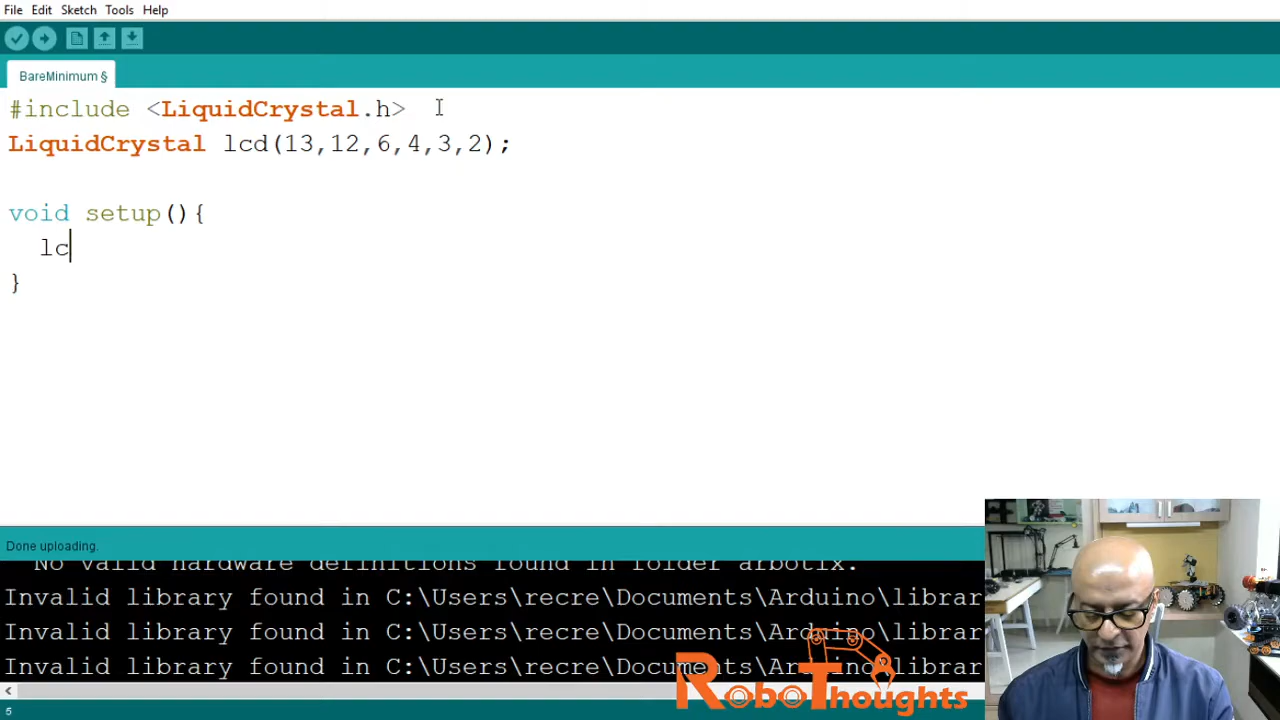 File Edit Sketch Tools Help
BareMinimum §
#include <LiquidCrystal.h>
LiquidCrystal lcd(13,12,6,4,3,2);
void setup(){
lc
}
Done uploading.
No valid hardware definitions found in folder arbotix.
Invalid library found in C:\Users\recre\Documents\Arduino\librar
Invalid library found in C:\Users\recre\Documents\Arduino\librar
Invalid library found in C:\Users\recre\Documents\Arduino\librar
RoboThoughts
5